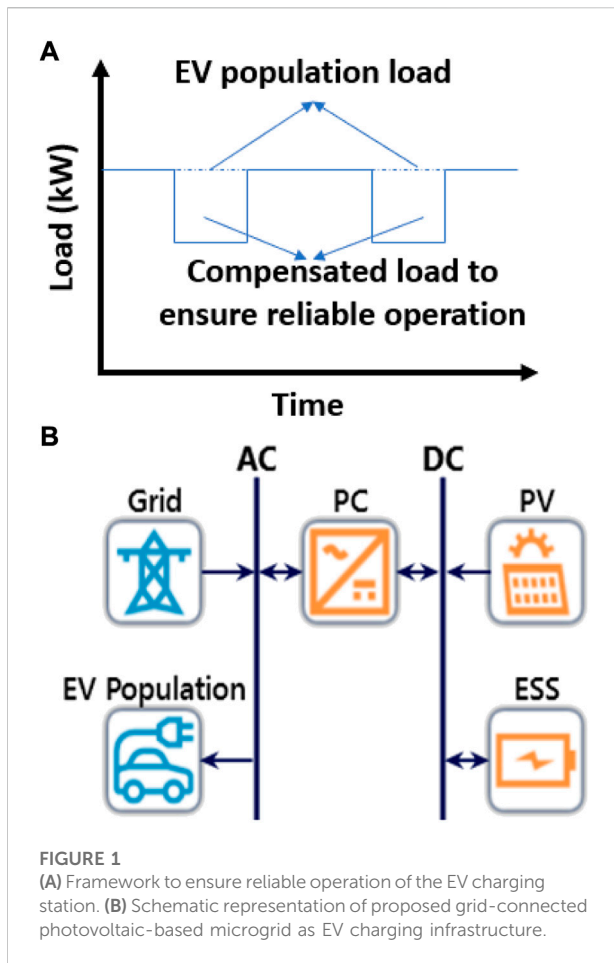 A
EV population load
Load (kW)
Compensated load to
ensure reliable operation
Time
B
AC
DC
Grid
PC
PV
EV Population
ESS
FIGURE 1
(A) Framework to ensure reliable operation of the EV charging
station. (B) Schematic representation of proposed grid-connected
photovoltaic-based microgrid as EV charging infrastructure.